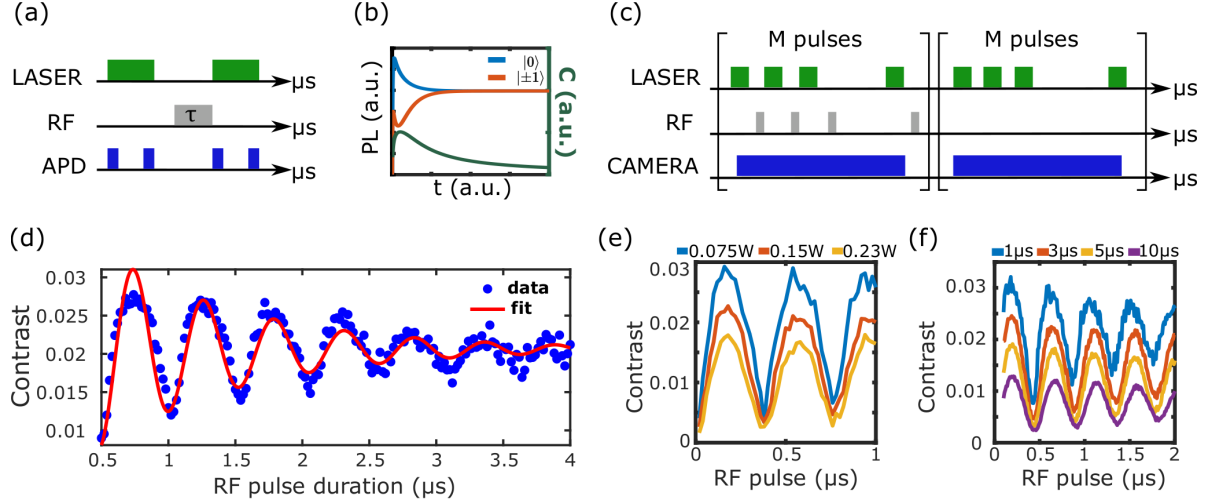 (a)
LASER
μs
RF
τ
μs
APD
μs
(b)
PL (a.u.)
|0⟩
|±1⟩
C (a.u.)
t (a.u.)
(c)
M pulses
M pulses
LASER
μs
RF
μs
CAMERA
μs
(d)
Contrast
0.03
0.025
0.02
0.015
0.01
data
fit
0.5
1
1.5
2
2.5
3
3.5
4
RF pulse duration (μs)
(e)
0.075W
0.15W
0.23W
Contrast
0.03
0.02
0.01
0
0
0.5
1
RF pulse (μs)
(f)
1μs
3μs
5μs
10μs
Contrast
0.03
0.02
0.01
0
0
0.5
1
1.5
2
RF pulse (μs)